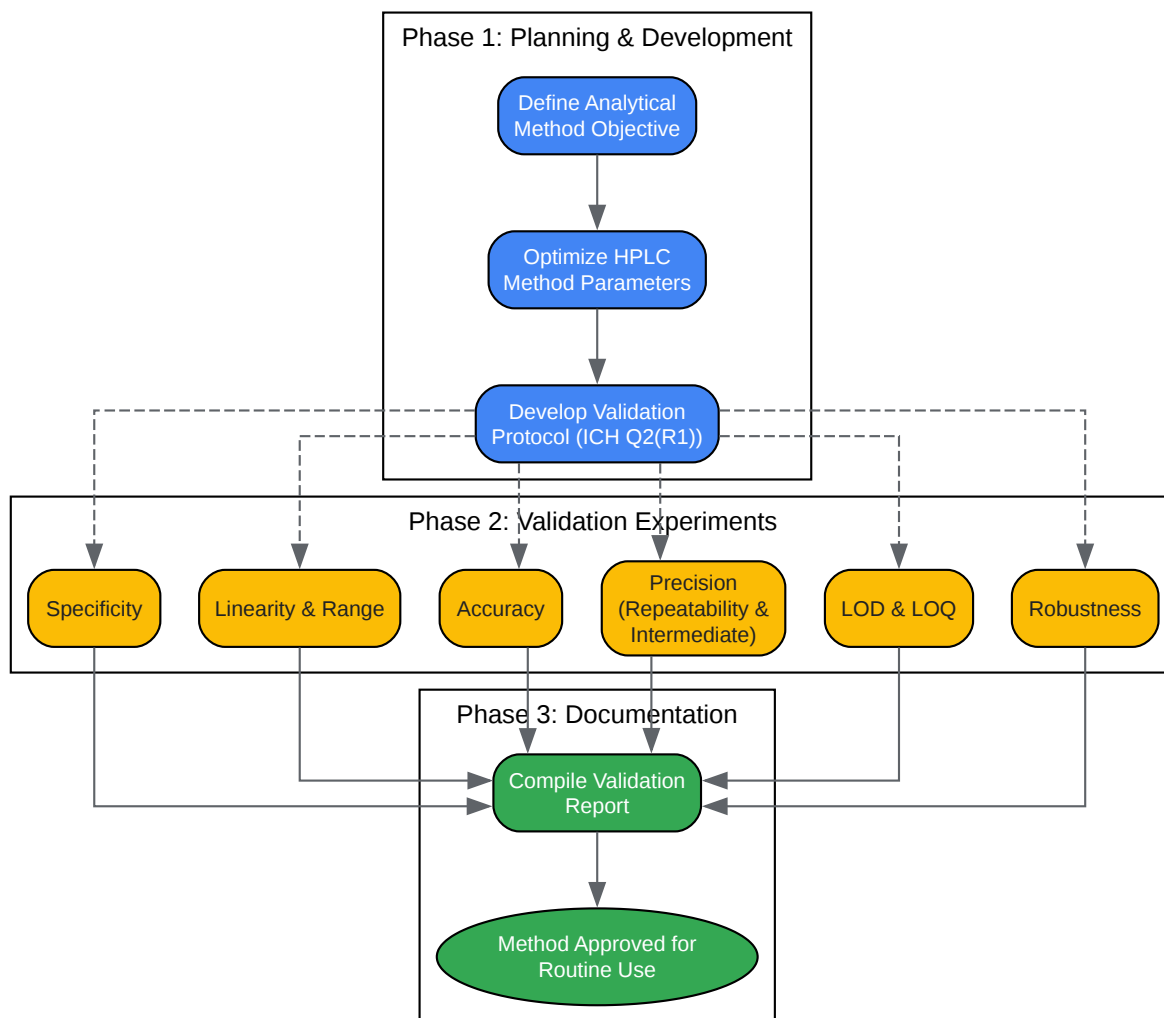 Phase 1: Planning & Development
Define Analytical
Method Objective
Optimize HPLC
Method Parameters
Develop Validation
Protocol (ICH Q2(R1))
Phase 2: Validation Experiments
Specificity
Linearity & Range
Accuracy
Precision
(Repeatability &
Intermediate)
LOD & LOQ
Robustness
Phase 3: Documentation
Compile Validation
Report
Method Approved for
Routine Use